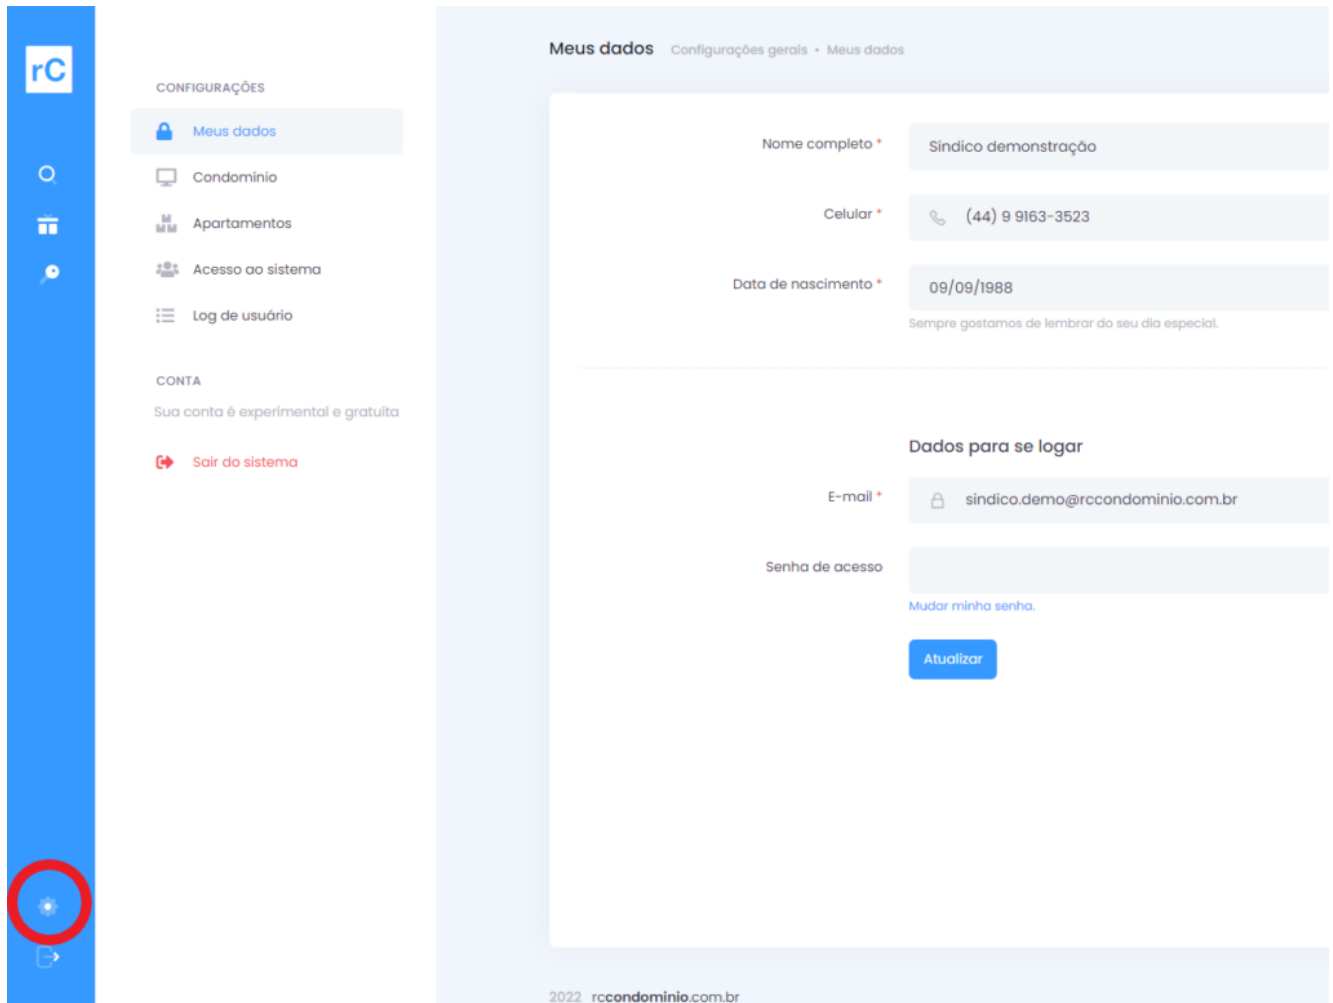 rC
CONFIGURAÇÕES
Meus dados
Condomínio
Apartamentos
Acesso ao sistema
Log de usuário
CONTA
Sua conta é experimental e gratuita
Sair do sistema
Meus dados Configurações gerais • Meus dados
Nome completo * Síndico demonstração
Celular * (44) 9 9163-3523
Data de nascimento * 09/09/1988
Sempre gostamos de lembrar do seu dia especial.
Dados para se logar
E-mail * sindico.demo@rccondominio.com.br
Senha de acesso
Mudar minha senha.
Atualizar
2022 rccondominio.com.br